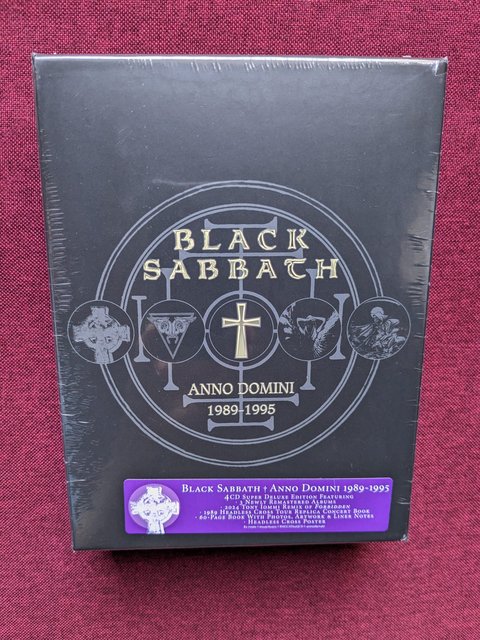 BLACK
SABBATH
ANNO DOMINI
1989-1995
BLACK SABBATH † ANNO DOMINI 1989-1995
4CD SUPER DELUXE EDITION FEATURING
3 NEWLY REMASTERED ALBUMS
· 2024 TONY IOMMI REMIX OF FORBIDDEN
· 1989 HEADLESS CROSS TOUR REPLICA CONCERT BOOK
· 60-PAGE BOOK WITH PHOTOS, ARTWORK & LINER NOTES
· HEADLESS CROSS POSTER